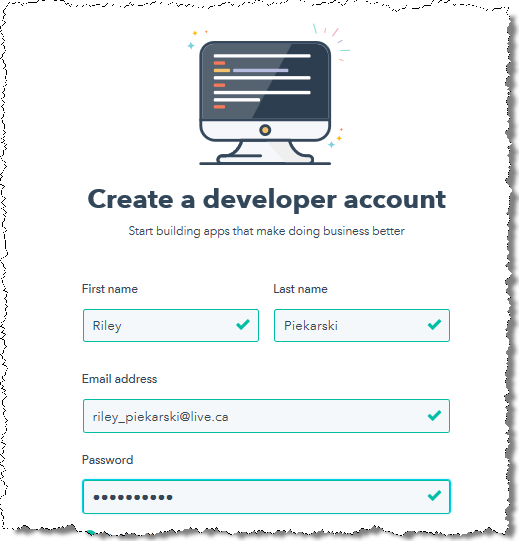 Create a developer account
Start building apps that make doing business better
First name Last name
Riley Piekarski
Email address
riley_piekarski@live.ca
Password
••••••••••